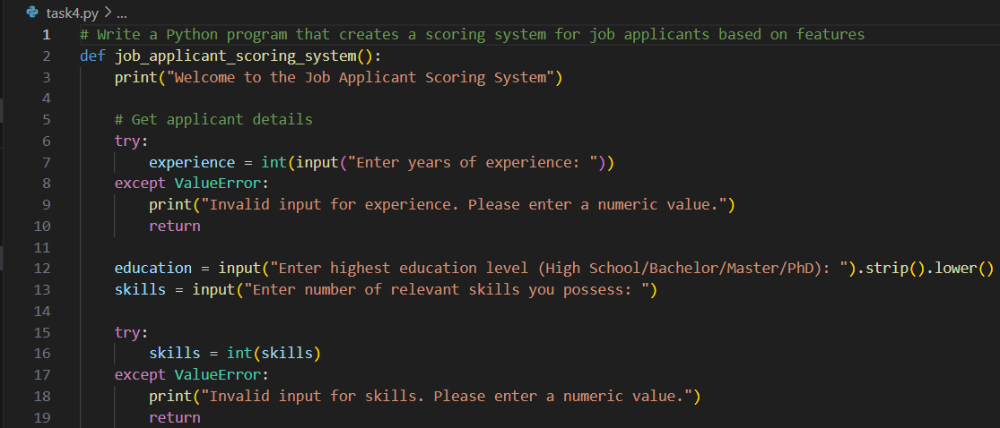 task4.py > ...
1 # Write a Python program that creates a scoring system for job applicants based on features
2 def job_applicant_scoring_system():
3     print("Welcome to the Job Applicant Scoring System")
4
5     # Get applicant details
6     try:
7         experience = int(input("Enter years of experience: "))
8     except ValueError:
9         print("Invalid input for experience. Please enter a numeric value.")
10         return
11
12     education = input("Enter highest education level (High School/Bachelor/Master/PhD): ").strip().lower()
13     skills = input("Enter number of relevant skills you possess: ")
14
15     try:
16         skills = int(skills)
17     except ValueError:
18         print("Invalid input for skills. Please enter a numeric value.")
19         return